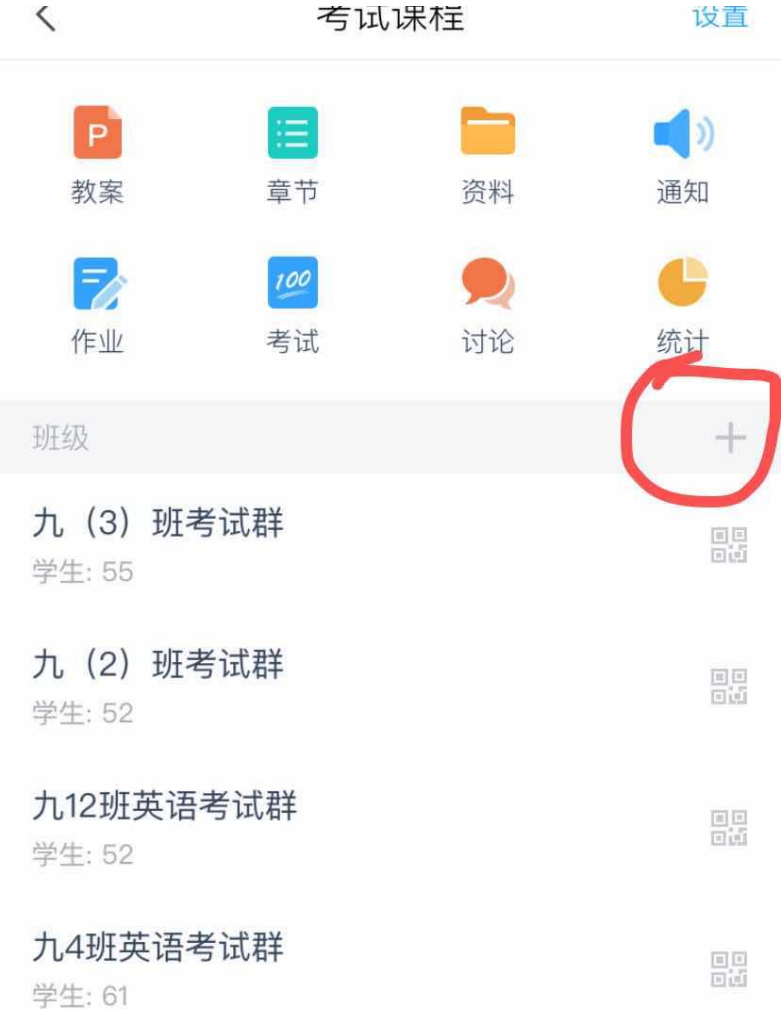 考试课程 设置
P
教案 章节 资料 通知
100
作业 考试 讨论 统计
班级
九（3）班考试群
学生: 55
九（2）班考试群
学生: 52
九12班英语考试群
学生: 52
九4班英语考试群
学生: 61